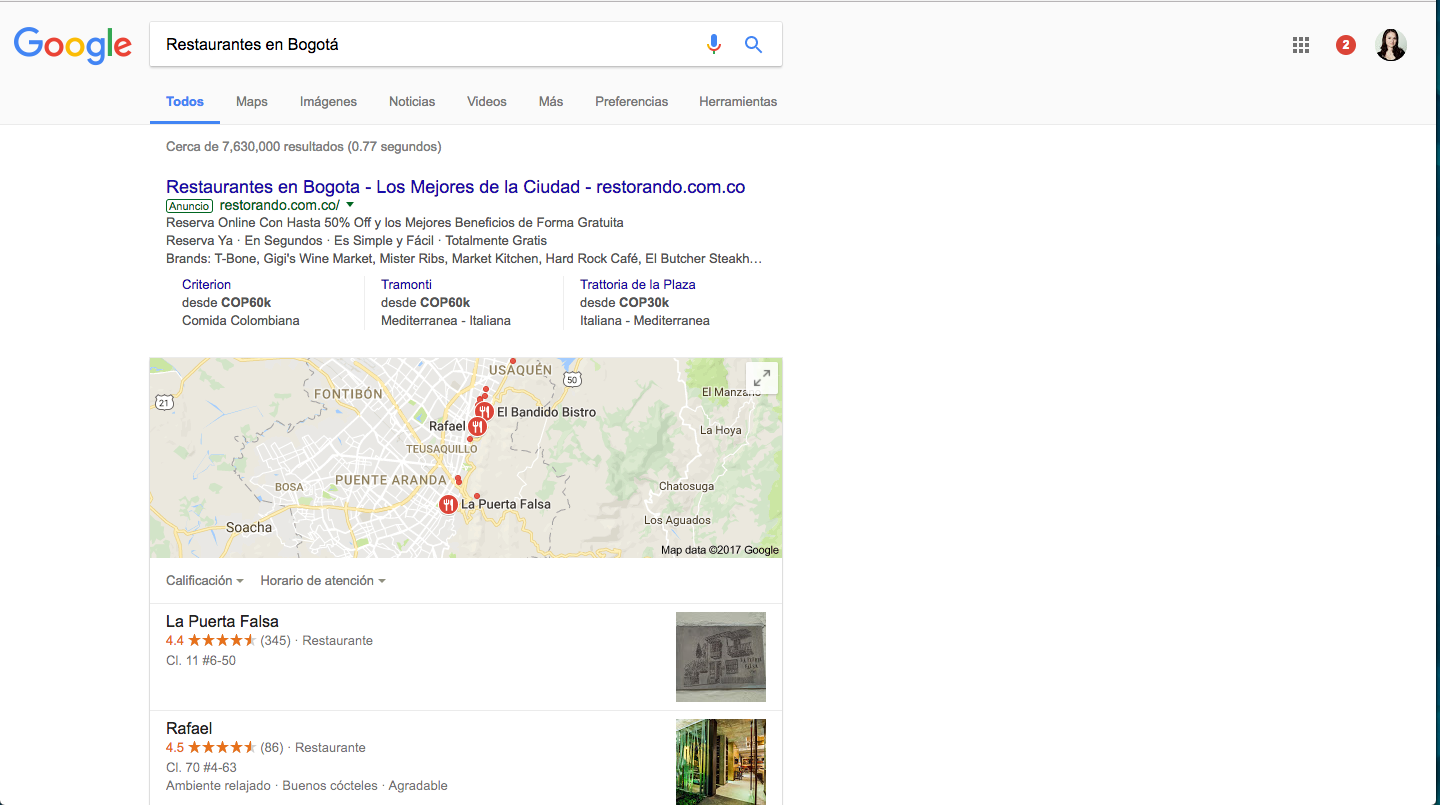 Google
Restaurantes en Bogotá
2
Todos Maps Imágenes Noticias Videos Más Preferencias Herramientas
Cerca de 7,630,000 resultados (0.77 segundos)
Restaurantes en Bogota - Los Mejores de la Ciudad - restorando.com.co
Anuncio restorando.com.co/
Reserva Online Con Hasta 50% Off y los Mejores Beneficios de Forma Gratuita
Reserva Ya · En Segundos · Es Simple y Fácil · Totalmente Gratis
Brands: T-Bone, Gigi's Wine Market, Mister Ribs, Market Kitchen, Hard Rock Café, El Butcher Steakh…
Criterion
desde COP60k
Comida Colombiana
Tramonti
desde COP60k
Mediterranea - Italiana
Trattoria de la Plaza
desde COP30k
Italiana - Mediterranea
USAQUÉN
50
FONTIBÓN
El Manzano
21
El Bandido Bistro
Rafael
La Hoya
TEUSAQUILLO
PUENTE ARANDA
BOSA
Chatosuga
La Puerta Falsa
Los Aguados
Soacha
Map data ©2017 Google
Calificación Horario de atención
La Puerta Falsa
4.4 (345) · Restaurante
Cl. 11 #6-50
Rafael
4.5 (86) · Restaurante
Cl. 70 #4-63
Ambiente relajado · Buenos cócteles · Agradable